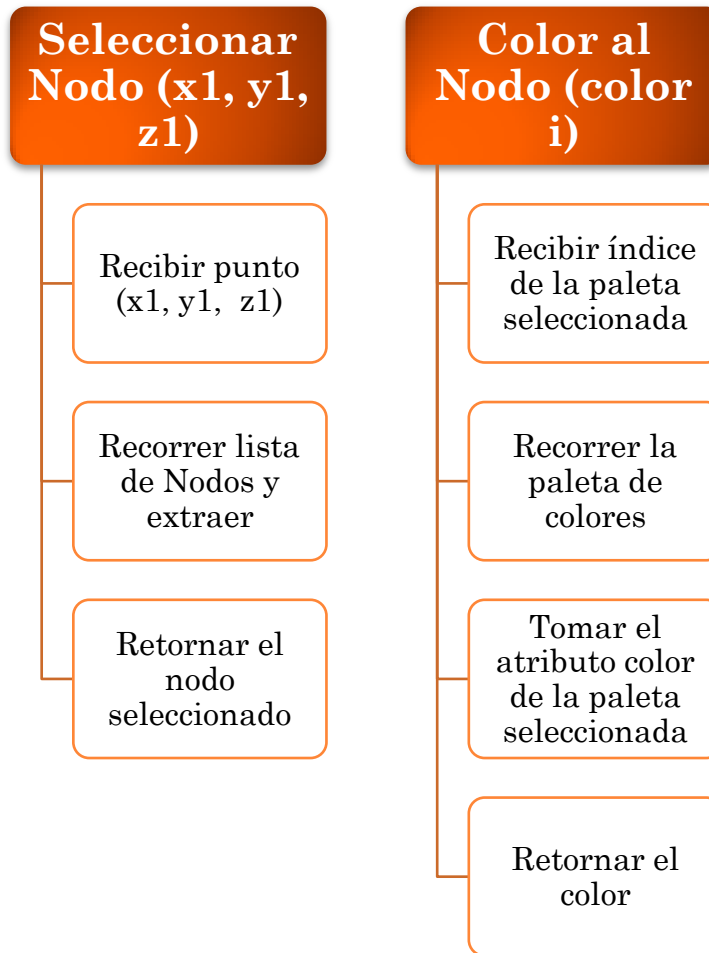 Seleccionar
Nodo (x1, y1,
z1)
Recibir punto
(x1, y1, z1)
Recorrer lista
de Nodos y
extraer
Retornar el
nodo
seleccionado
Color al
Nodo (color
i)
Recibir índice
de la paleta
seleccionada
Recorrer la
paleta de
colores
Tomar el
atributo color
de la paleta
seleccionada
Retornar el
color